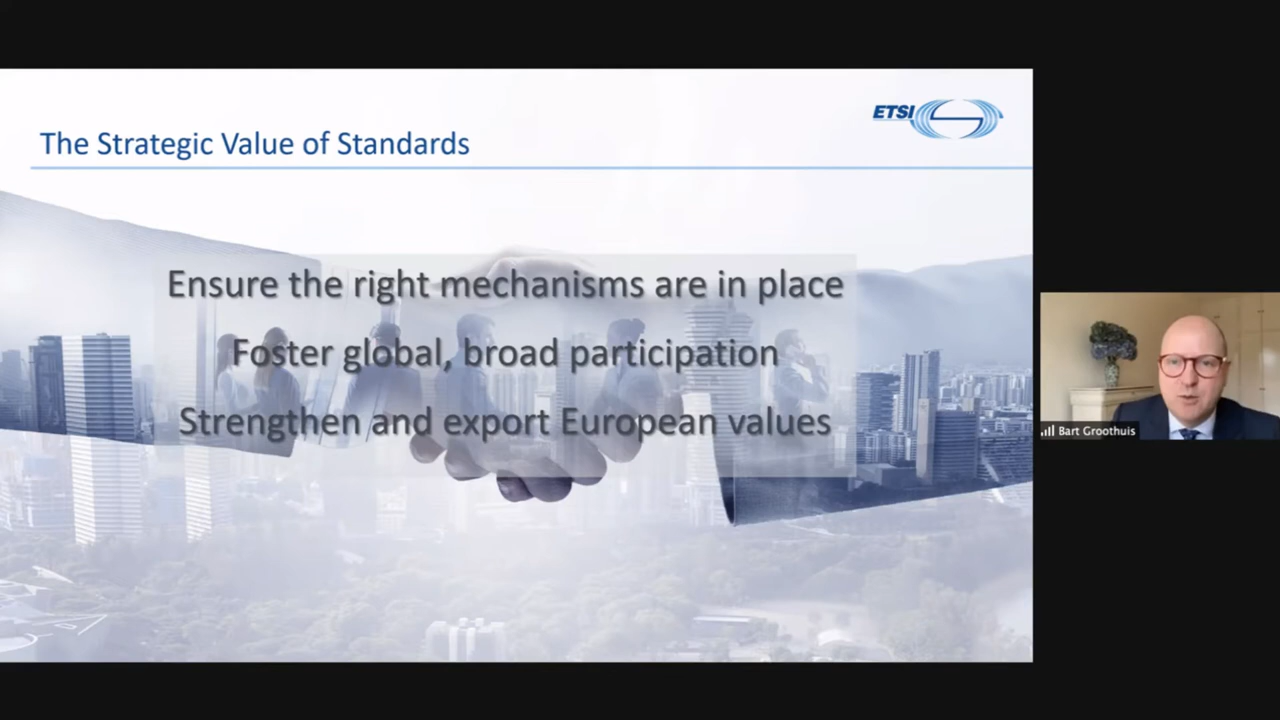 ETSI
The Strategic Value of Standards
Ensure the right mechanisms are in place
Foster global, broad participation
Strengthen and export European values
Bart Groothuis